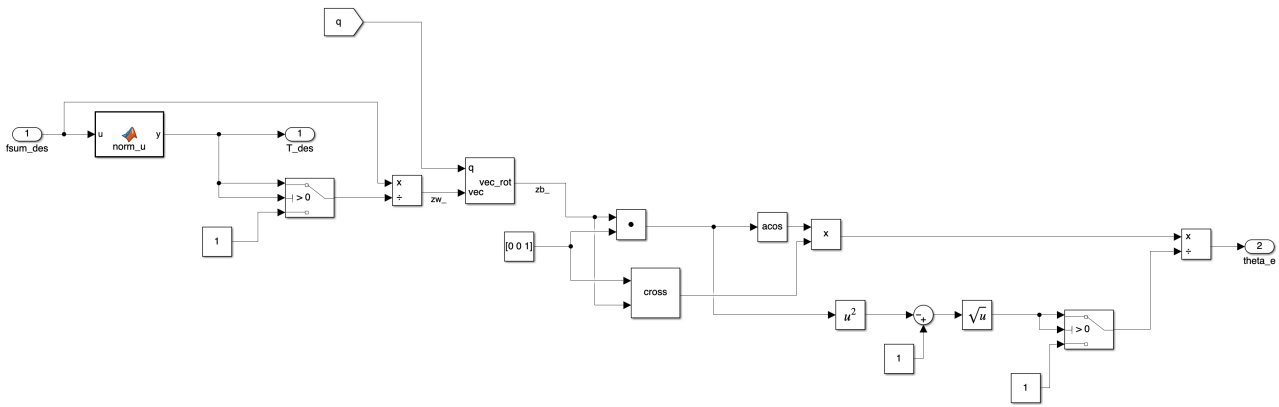 q
1
fsum_des
u
y
norm_u
1
T_des
> 0
1
x
÷
zw_
q
vec
vec_rot
zb_
[0 0 1]
cross
acos
x
u²
1
√u
> 0
1
x
÷
2
theta_e